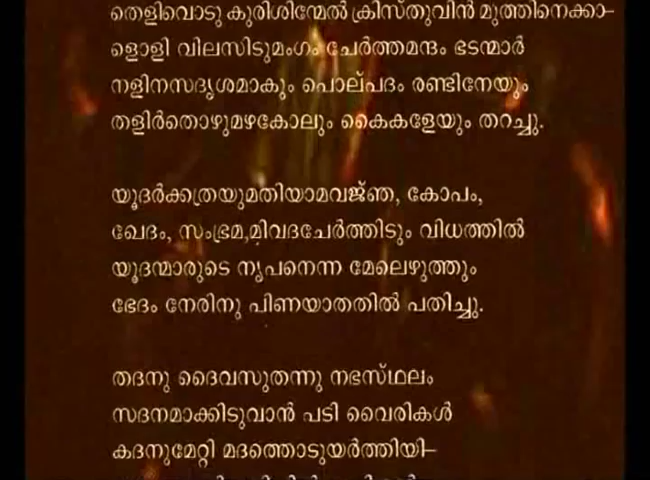 തെളിവൊടു കുരിശിന്മേൽ ക്രിസ്തുവിൻ മുത്തിനെക്കാ–
ളൊളി വിലസിടുമംഗം ചേർത്തമന്ദം ഭടന്മാർ
നളിനസദൃശമാകും പൊല്പദം രണ്ടിനേയും
തളിർതൊഴുമഴകോലും കൈകളേയും തറച്ചു.
യൂദർക്കത്രയുമതിയാമവജ്ഞ, കോപം,
ഖേദം, സംഭ്രമ,മിവദചേർത്തിടും വിധത്തിൽ
യൂദന്മാരുടെ നൃപനെന്ന മേലെഴുത്തും
ഭേദം നേരിനു പിണയാതതിൽ പതിച്ചു.
തദനു ദൈവസുതന്നു നഭസ്ഥലം
സദനമാക്കിടുവാൻ പടി വൈരികൾ
കദനുമേറ്റി മദത്തൊടുയർത്തിയി–